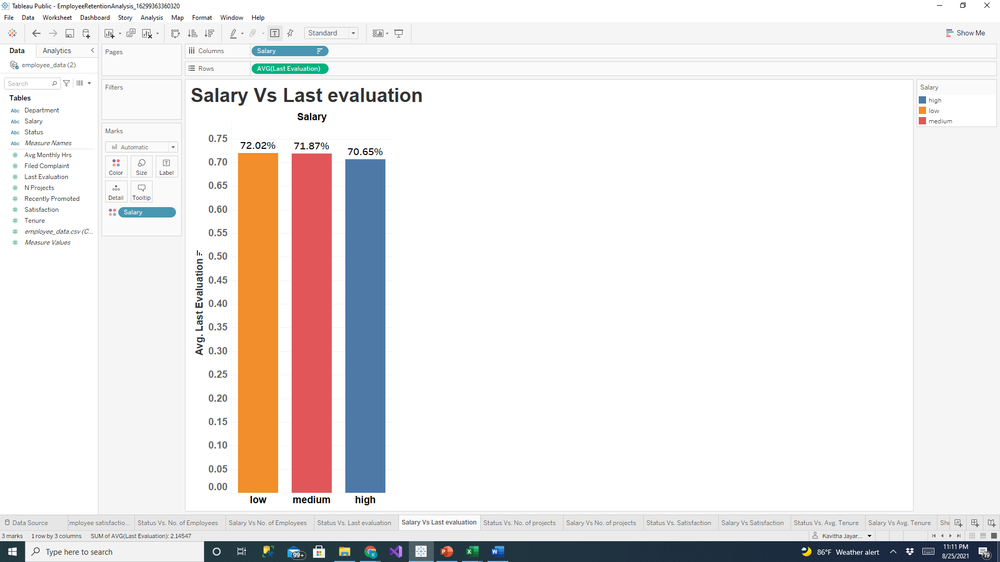 Tableau Public - EmployeeRetentionAnalysis_16299363360320
File Data Worksheet Dashboard Story Analysis Map Format Window Help
Standard
Show Me
Data Analytics
employee_data (2)
Search
Tables
Abc Department
Abc Salary
Abc Status
Abc Measure Names
Avg Monthly Hrs
Filed Complaint
Last Evaluation
N Projects
Recently Promoted
Satisfaction
Tenure
employee_data.csv (C...
Measure Values
Pages
Filters
Marks
Automatic
Color Size Label
Detail Tooltip
Salary
Columns Salary
Rows AVG(Last Evaluation)
Salary Vs Last evaluation
Salary
72.02% 71.87% 70.65%
0.75
0.70
0.65
0.60
0.55
0.50
0.45
0.40
0.35
0.30
0.25
0.20
0.15
0.10
0.05
0.00
Avg. Last Evaluation
low medium high
Salary
high
low
medium
Data Source Employee satisfactio... Status Vs. No. of Employees Salary Vs No. of Employees Status Vs. Last evaluation Salary Vs Last evaluation Status Vs. No. of projects Salary Vs No. of projects Status Vs. Satisfaction Salary Vs Satisfaction Status Vs. Avg. Tenure Salary Vs Avg. Tenure She
3 marks 1 row by 3 columns SUM of AVG(Last Evaluation): 2.14547
Kavitha Jayar...
Type here to search
99+
86°F Weather alert
11:11 PM
8/25/2021
19